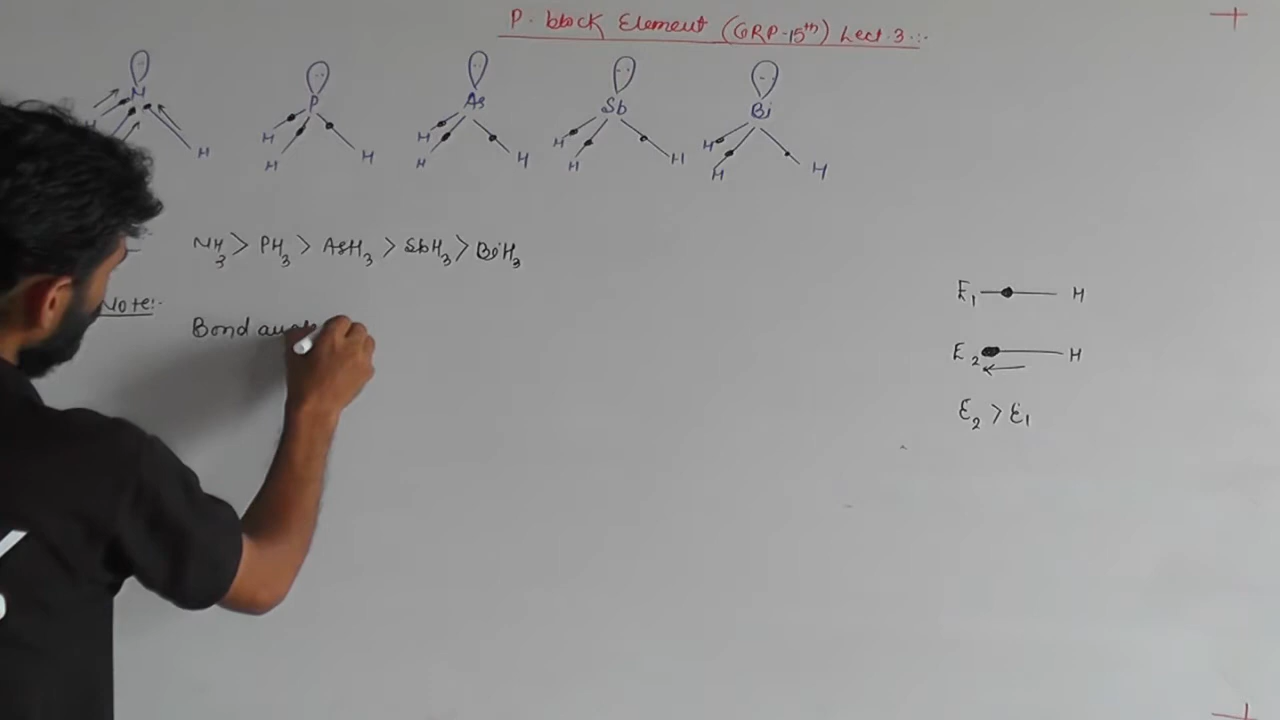 P. block Element (GRP-15th) Lect.3.:-
N P As Sb Bi
H H H H H H H H H H H H H H
NH3 > PH3 > AsH3 > SbH3 > BiH3
Note:-
Bond
E1 H
E2 H
E2 > E1